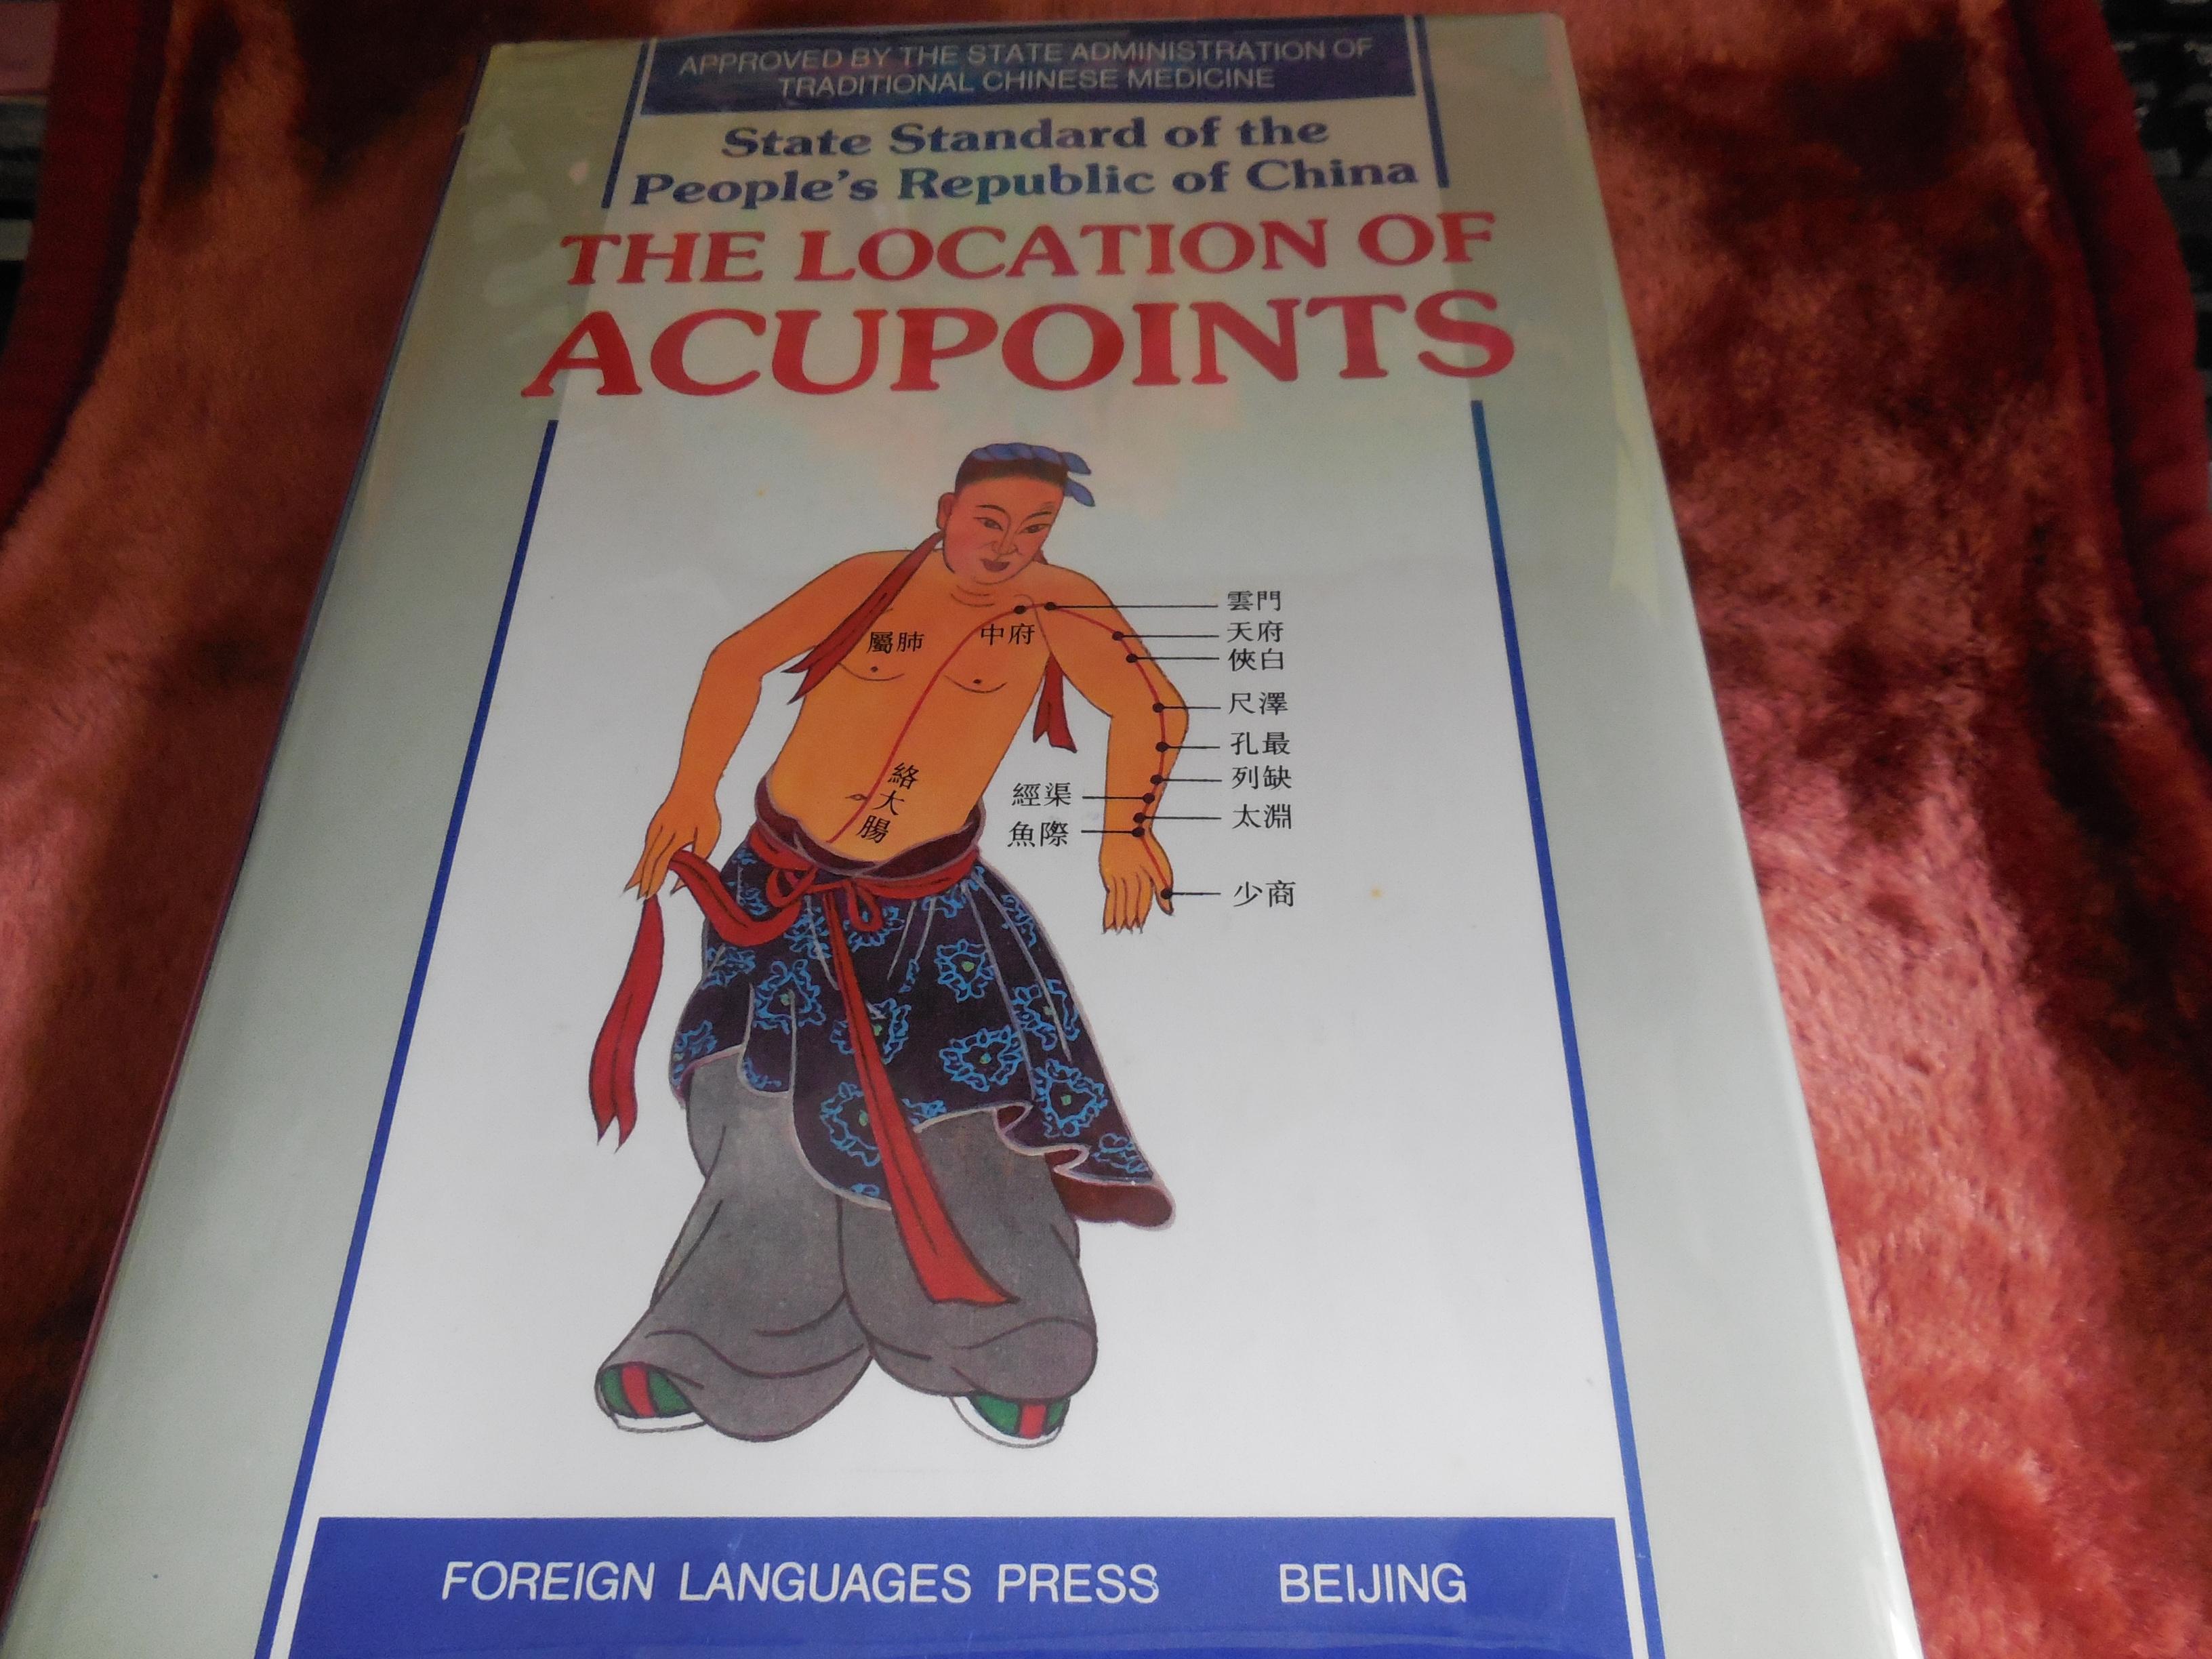 APPROVED BY THE STATE ADMINISTRATION OF
TRADITIONAL CHINESE MEDICINE
State Standard of the
People's Republic of China
THE LOCATION OF
ACUPOINTS
雲門
天府
俠白
尺澤
孔最
列缺
太淵
少商
中府
屬肺
絡大腸
經渠
魚際
FOREIGN LANGUAGES PRESS BEIJING